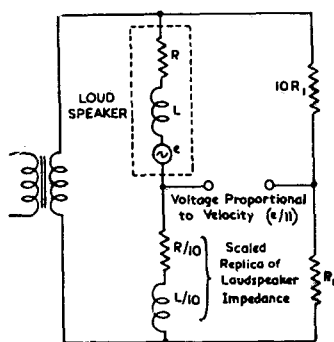 R
LOUD
SPEAKER
L
e
10R₁
Voltage Proportional
to Velocity (e/11)
R/10
L/10
Scaled
Replica of
Loudspeaker
Impedance
R₁